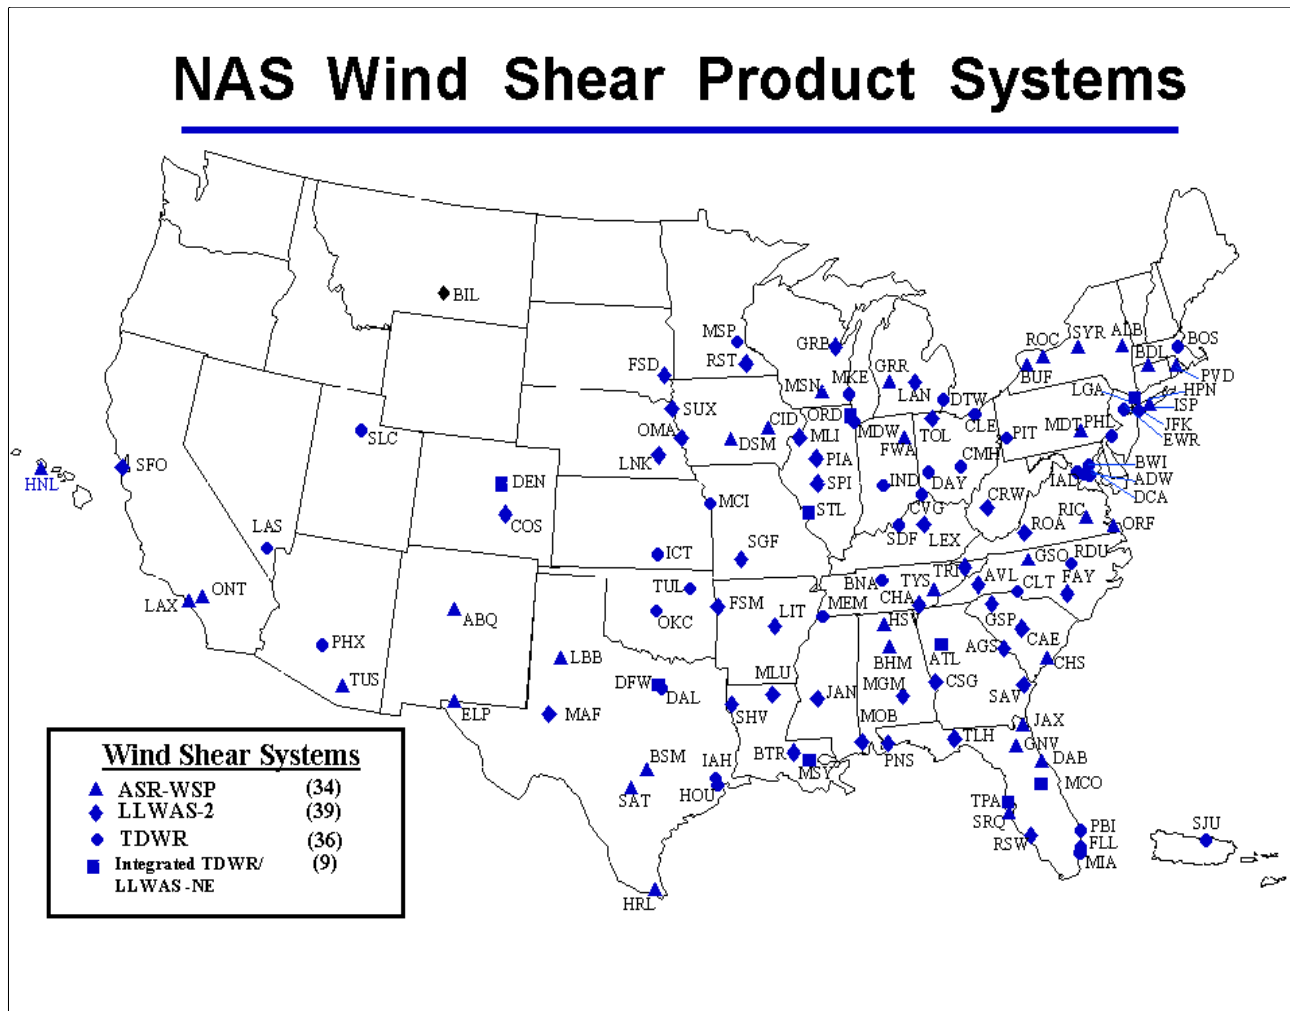 NAS Wind Shear Product Systems
BIL
MSP
RST
GRB
FSD
MSN
MKE
GRR
LAN
DTW
ROC
SYR
ALB
BOS
BUF
BDL
PVD
LGA
HPN
ISP
JFK
EWR
SUX
CID
ORD
MDW
TOL
CLE
PIT
MDT
PHL
SLC
OMA
DSM
MLI
FWA
CMH
LNK
PIA
BWI
SFO
HNL
DEN
SPI
IND
DAY
IAD
ADW
DCA
COS
MCI
STL
CVG
CRW
RIC
ORF
LAS
SDF
LEX
ROA
ICT
SGF
TRI
GSO
RDU
TUL
BNA
TYS
AVL
CLT
FAY
ONT
LAX
ABQ
OKC
FSM
LIT
MEM
CHA
HSV
GSP
CAE
PHX
LBB
BHM
ATL
AGS
CHS
TUS
MLU
DFW
DAL
MGM
CSG
SAV
ELP
MAF
SHV
JAN
MOB
JAX
BTR
PNS
TLH
GNV
BSM
IAH
MSY
DAB
SAT
HOU
MCO
TPA
SRQ
RSW
PBI
FLL
MIA
SJU
HRL
Wind Shear Systems
ASR-WSP (34)
LLWAS-2 (39)
TDWR (36)
Integrated TDWR/ (9)
LLWAS -NE